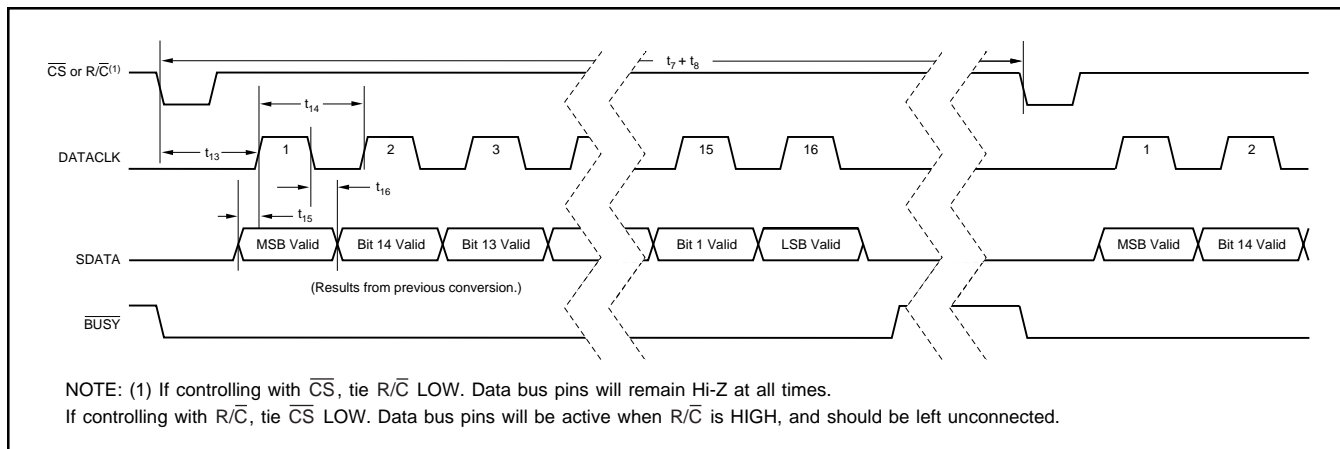 CS or R/C(1)
t7 + t8
t14
DATACLK
t13
1
2
3
15
16
1
2
t16
t15
SDATA
MSB Valid
Bit 14 Valid
Bit 13 Valid
Bit 1 Valid
LSB Valid
MSB Valid
Bit 14 Valid
(Results from previous conversion.)
BUSY
NOTE: (1) If controlling with CS, tie R/C LOW. Data bus pins will remain Hi-Z at all times.
If controlling with R/C, tie CS LOW. Data bus pins will be active when R/C is HIGH, and should be left unconnected.